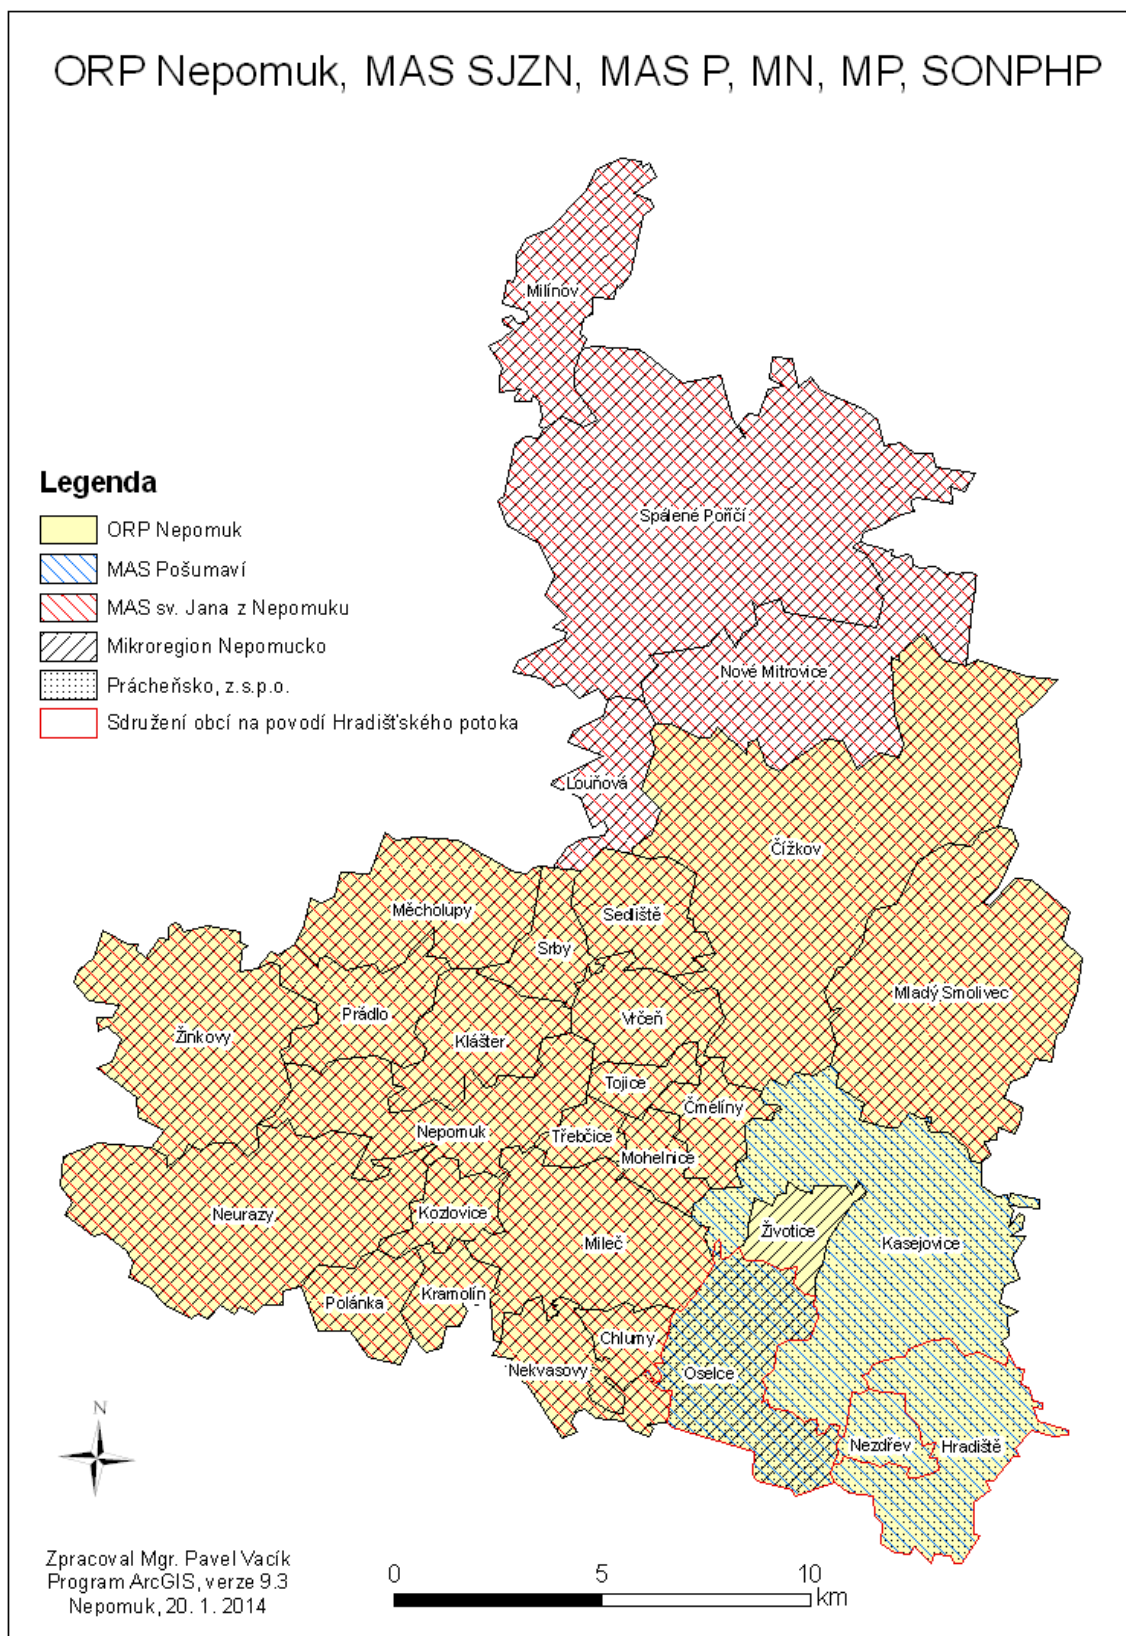 ORP Nepomuk, MAS SJZN, MAS P, MN, MP, SONPHP
Milínov
Spálené Poříčí
Legenda
ORP Nepomuk
MAS Pošumaví
MAS sv. Jana z Nepomuku
Mikroregion Nepomucko
Prácheňsko, z.s.p.o.
Sdružení obcí na povodí Hradišťského potoka
Nové Mitrovice
Louňová
Čížkov
Měcholupy
Sedliště
Srby
Mladý Smolivec
Prádlo
Vrčeň
Žinkovy
Klášter
Tojice
Čmelíny
Nepomuk
Třebčice
Mohelnice
Neurazy
Kozlovice
Životice
Mileč
Kasejovice
Kramolín
Polánka
Chlumy
Nekvasovy
Oselce
Nezdřev
Hradiště
N
Zpracoval Mgr. Pavel Vacík
Program ArcGIS, verze 9.3
Nepomuk, 20. 1. 2014
0 5 10
km